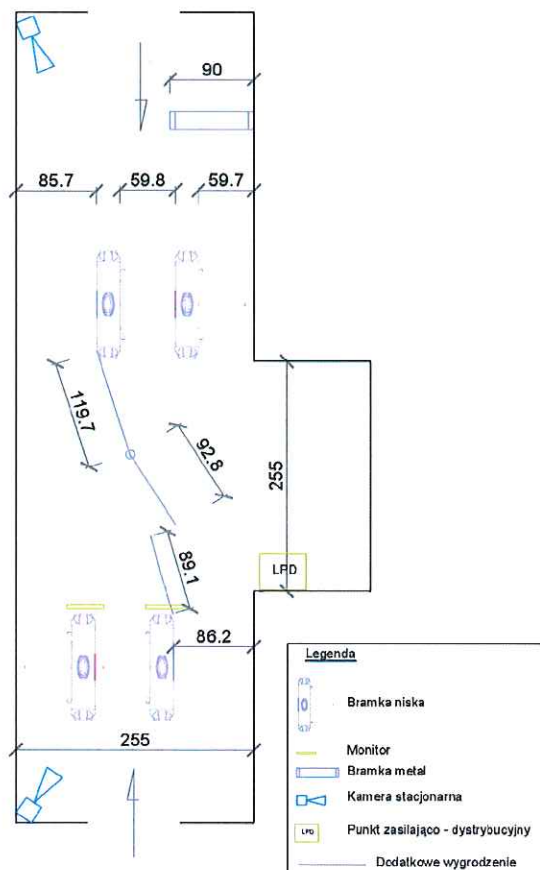 90
85.7
59.8
59.7
119.7
92.8
255
89.1
LPD
86.2
255
Legenda
Bramka niska
Monitor
Bramka metal
Kamera stacjonarna
LPD
Punkt zasilająco - dystrybucyjny
Dodatkowe wygrodzenie